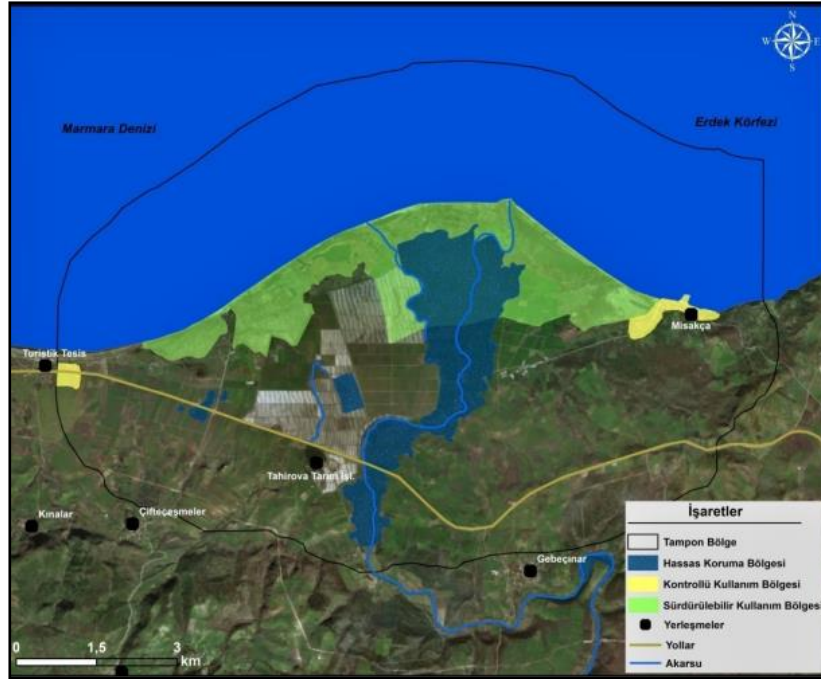 N
W E
S
Marmara Denizi
Erdek Körfezi
Misakça
Turistik Tesis
Tahirova Tarım İşl.
Kınalar
Çifteçeşmeler
Gebeçınar
İşaretler
Tampon Bölge
Hassas Koruma Bölgesi
Kontrollü Kullanım Bölgesi
Sürdürülebilir Kullanım Bölgesi
Yerleşmeler
Yollar
Akarsu
0 1,5 3
km